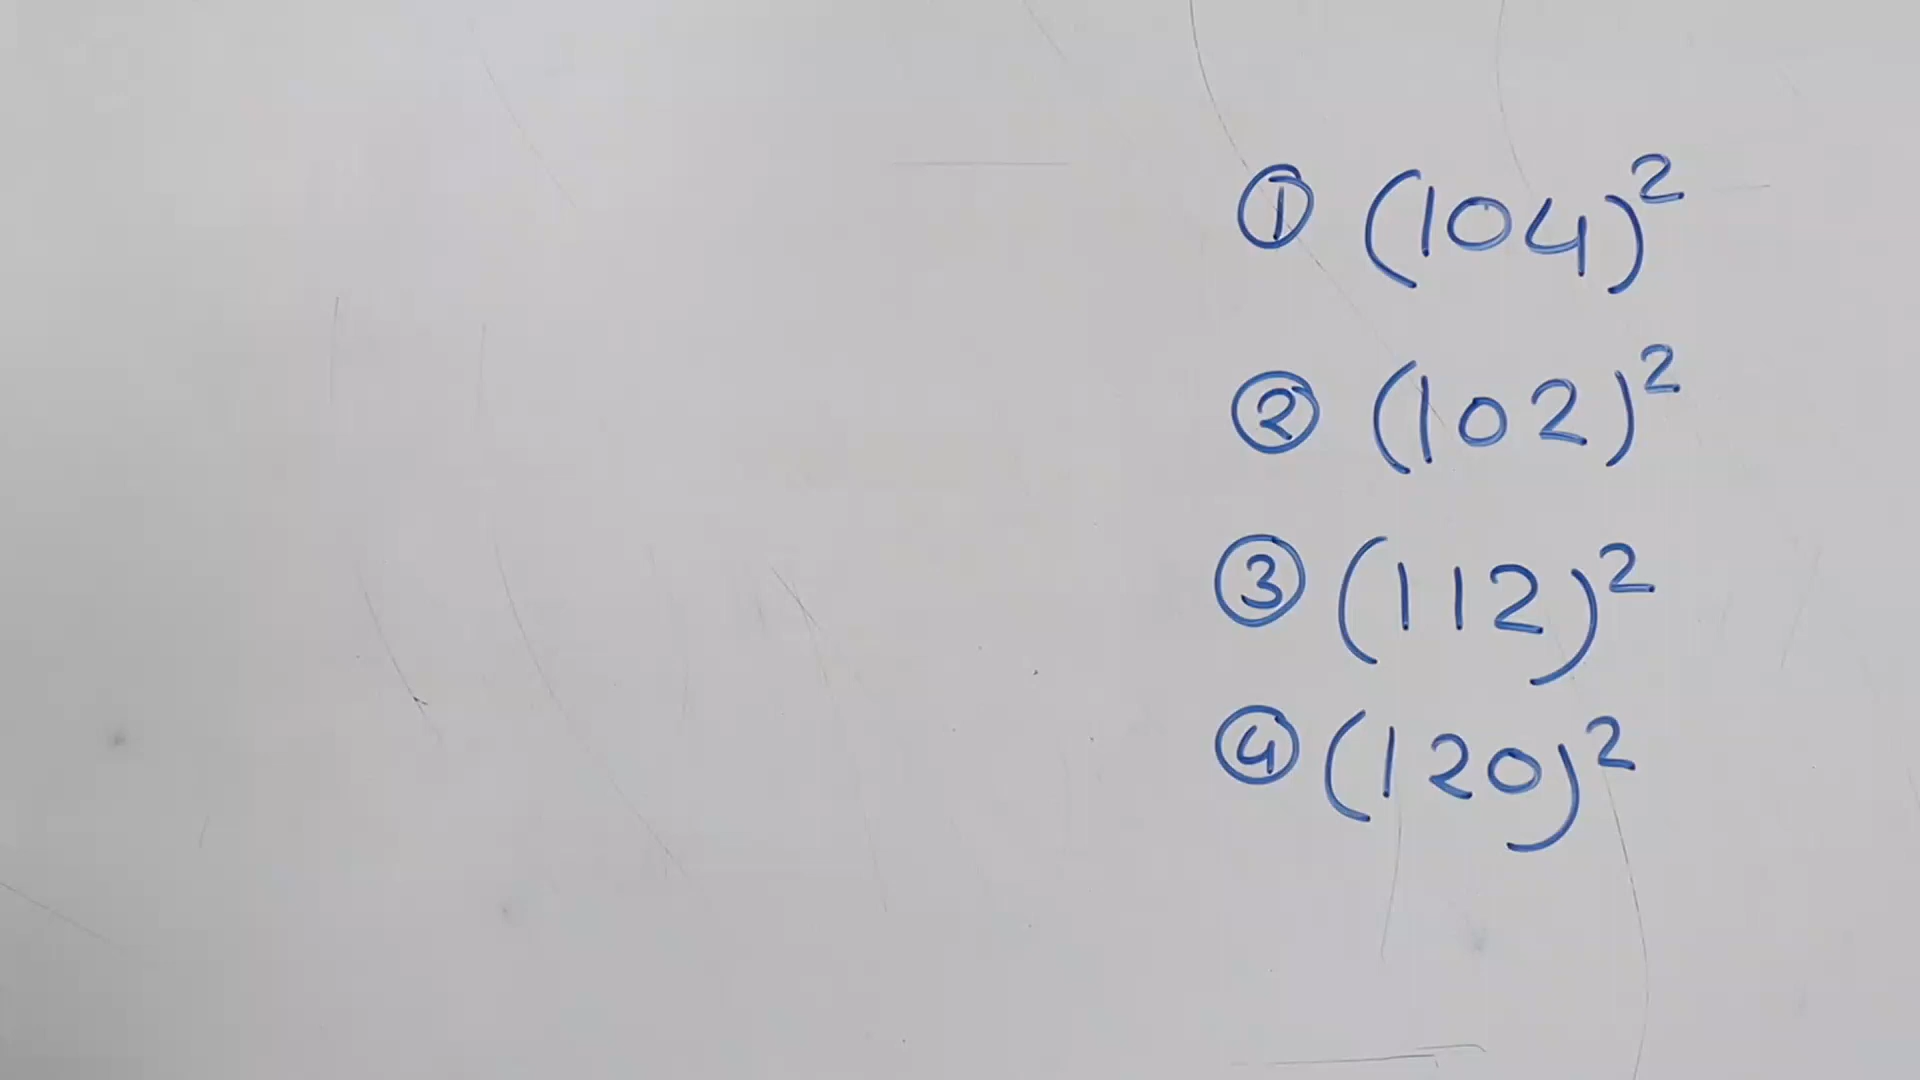 ① (104)²
② (102)²
③ (112)²
④ (120)²